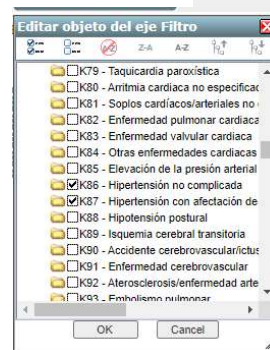 Editar objeto del eje Filtro
Z-A A-Z
K79 - Taquicardia paroxística
K80 - Arritmia cardiaca no especificad
K81 - Soplos cardíacos/arteriales no
K82 - Enfermedad pulmonar cardiaca
K83 - Enfermedad valvular cardiaca
K84 - Otras enfermedades cardiacas
K85 - Elevación de la presión arterial
K86 - Hipertensión no complicada
K87 - Hipertensión con afectación de
K88 - Hipotensión postural
K89 - Isquemia cerebral transitoria
K90 - Accidente cerebrovascular/ictus
K91 - Enfermedad cerebrovascular
K92 - Aterosclerosis/enfermedad arte
K93 - Embolismo pulmonar
OK Cancel